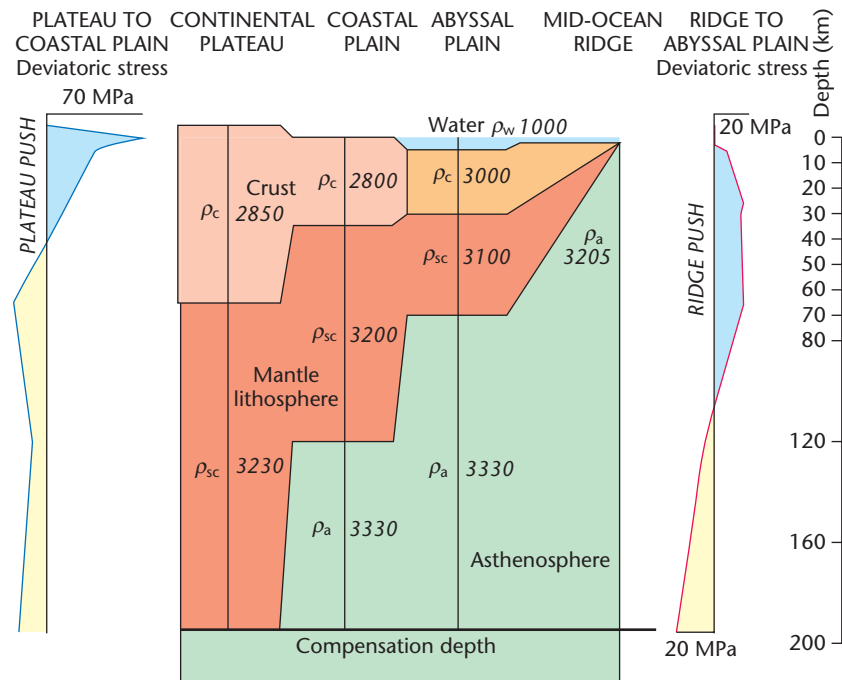 PLATEAU TO
COASTAL PLAIN
Deviatoric stress
CONTINENTAL
PLATEAU
COASTAL
PLAIN
ABYSSAL
PLAIN
MID-OCEAN
RIDGE
RIDGE TO
ABYSSAL PLAIN
Deviatoric stress
Depth (km)
70 MPa
20 MPa
PLATEAU PUSH
Water ρw 1000
Crust
ρc 2850
ρc 2800
ρc 3000
ρsc 3100
ρa
3205
RIDGE PUSH
ρsc 3200
Mantle
lithosphere
ρsc 3230
ρa 3330
ρa 3330
Asthenosphere
Compensation depth
20 MPa
0
10
20
30
40
50
60
70
80
120
160
200